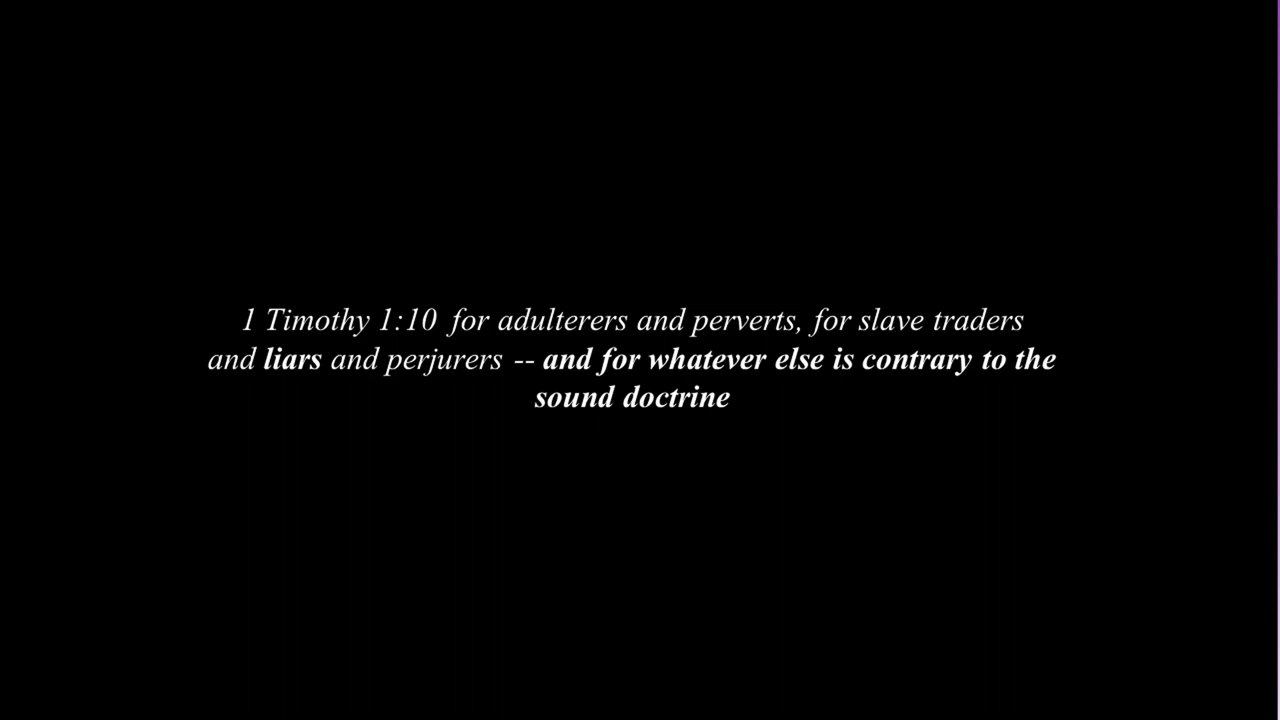 1 Timothy 1:10  for adulterers and perverts, for slave traders
and liars and perjurers -- and for whatever else is contrary to the
sound doctrine